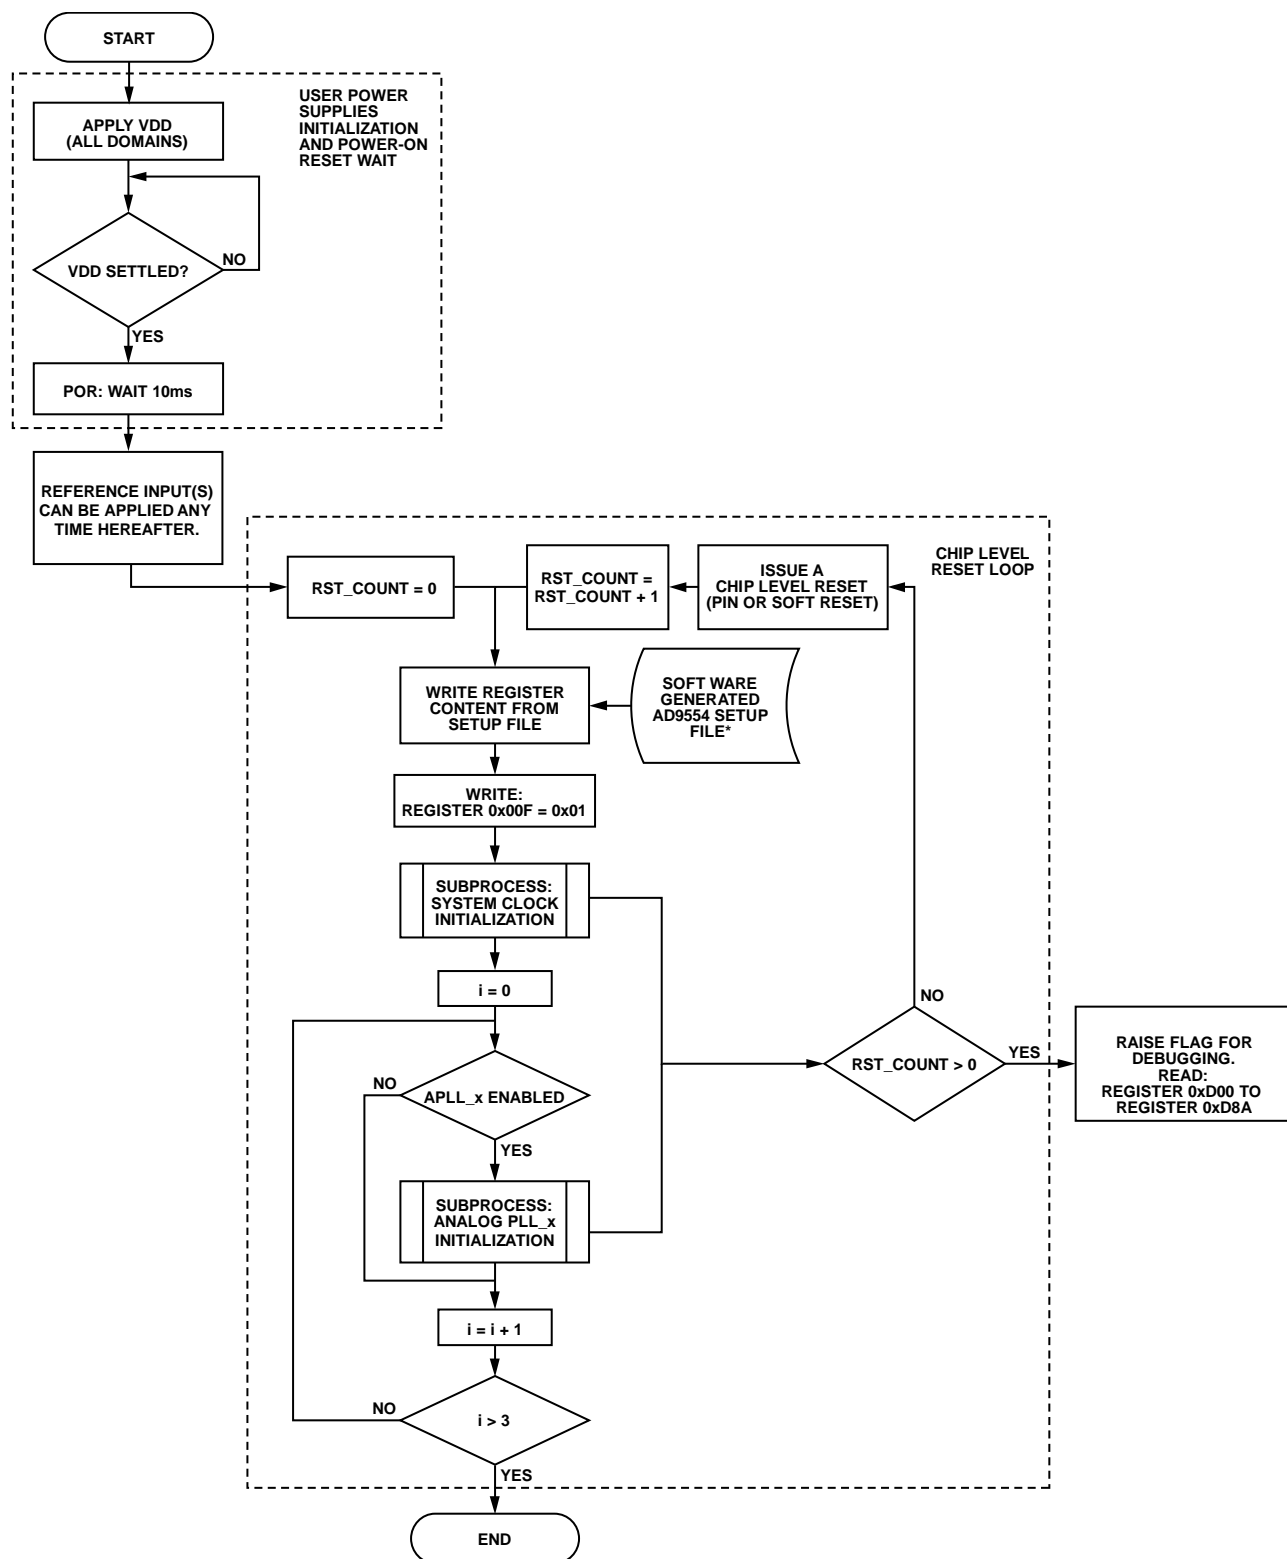 START
USER POWER
SUPPLIES
INITIALIZATION
AND POWER-ON
RESET WAIT
APPLY VDD
(ALL DOMAINS)
VDD SETTLED?
NO
YES
POR: WAIT 10ms
REFERENCE INPUT(S)
CAN BE APPLIED ANY
TIME HEREAFTER.
CHIP LEVEL
RESET LOOP
RST_COUNT = 0
RST_COUNT =
RST_COUNT + 1
ISSUE A
CHIP LEVEL RESET
(PIN OR SOFT RESET)
WRITE REGISTER
CONTENT FROM
SETUP FILE
SOFT WARE
GENERATED
AD9554 SETUP
FILE*
WRITE:
REGISTER 0x00F = 0x01
SUBPROCESS:
SYSTEM CLOCK
INITIALIZATION
i = 0
NO
APLL_x ENABLED
YES
NO
RST_COUNT > 0
YES
RAISE FLAG FOR
DEBUGGING.
READ:
REGISTER 0xD00 TO
REGISTER 0xD8A
SUBPROCESS:
ANALOG PLL_x
INITIALIZATION
i = i + 1
NO
i > 3
YES
END